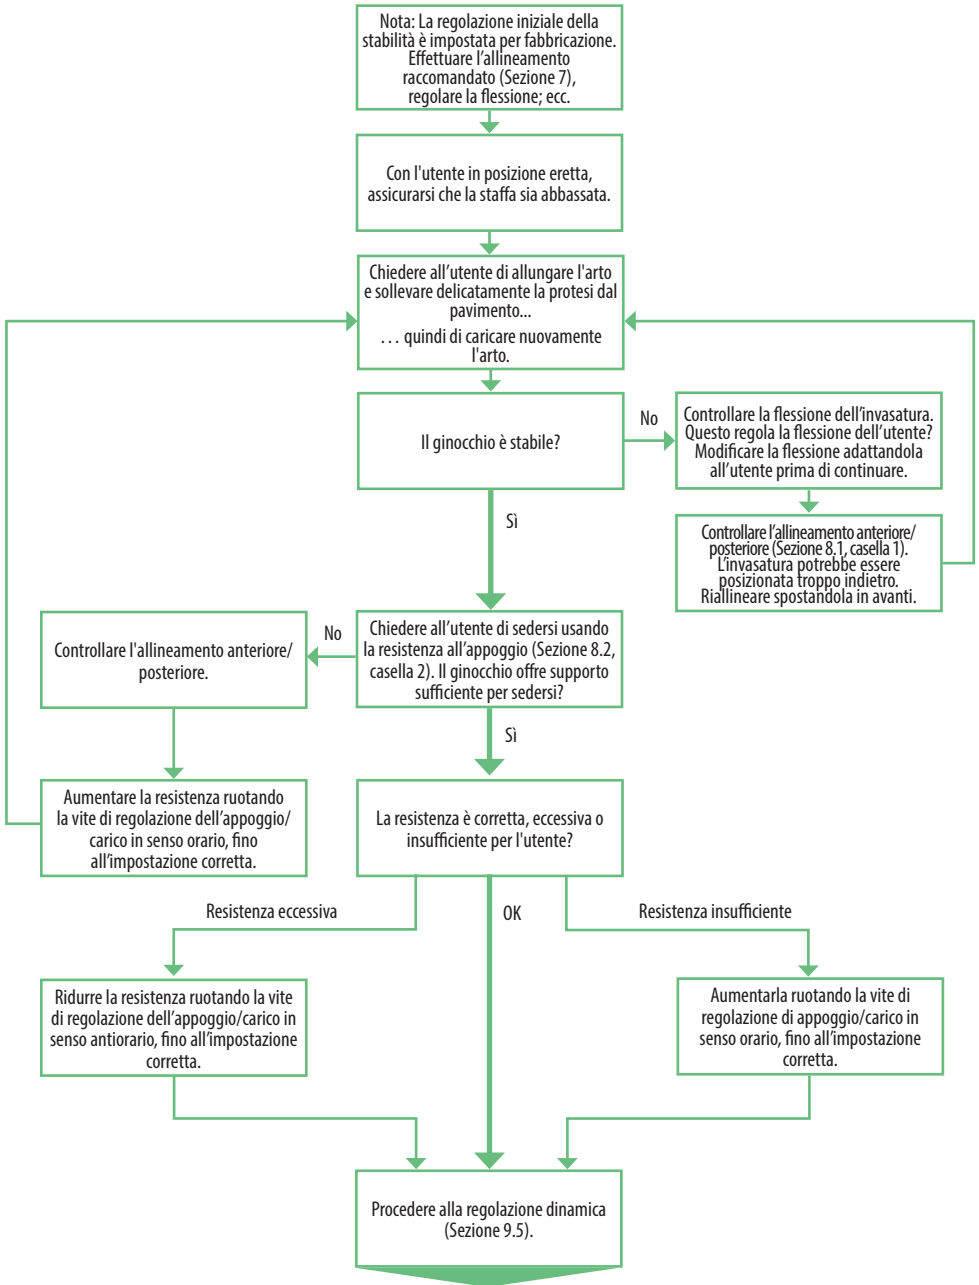 Nota: La regolazione iniziale della
stabilità è impostata per fabbricazione.
Effettuare l’allineamento
raccomandato (Sezione 7),
regolare la flessione; ecc.
Con l'utente in posizione eretta,
assicurarsi che la staffa sia abbassata.
Chiedere all’utente di allungare l'arto
e sollevare delicatamente la protesi dal
pavimento...
... quindi di caricare nuovamente
l'arto.
Il ginocchio è stabile?
No
Controllare la flessione dell’invasatura.
Questo regola la flessione dell’utente?
Modificare la flessione adattandola
all’utente prima di continuare.
Controllare l’allineamento anteriore/
posteriore (Sezione 8.1, casella 1).
L’invasatura potrebbe essere
posizionata troppo indietro.
Riallineare spostandola in avanti.
Sì
Chiedere all’utente di sedersi usando
la resistenza all’appoggio (Sezione 8.2,
casella 2). Il ginocchio offre supporto
sufficiente per sedersi?
No
Controllare l'allineamento anteriore/
posteriore.
Aumentare la resistenza ruotando
la vite di regolazione dell’appoggio/
carico in senso orario, fino
all’impostazione corretta.
Sì
La resistenza è corretta, eccessiva o
insufficiente per l'utente?
Resistenza eccessiva
OK
Resistenza insufficiente
Ridurre la resistenza ruotando la vite
di regolazione dell’appoggio/carico in
senso antiorario, fino all’impostazione
corretta.
Aumentarla ruotando la vite di
regolazione di appoggio/carico in
senso orario, fino all’impostazione
corretta.
Procedere alla regolazione dinamica
(Sezione 9.5).